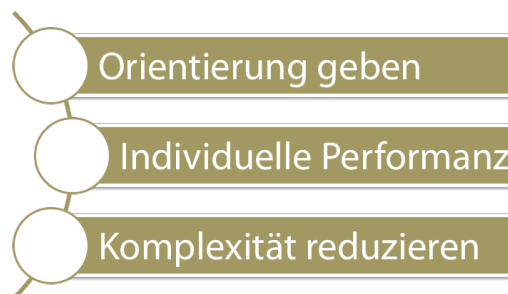 Orientierung geben
Individuelle Performanz
Komplexität reduzieren